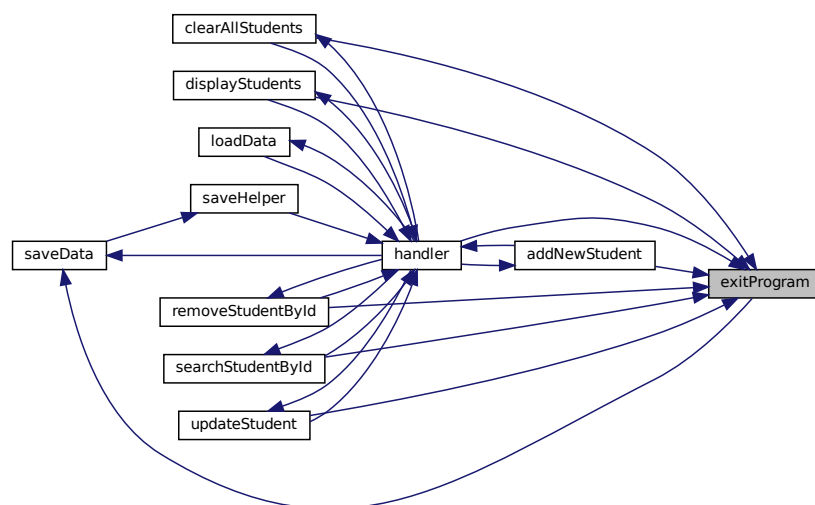 clearAllStudents
displayStudents
loadData
saveHelper
saveData
handler
addNewStudent
exitProgram
removeStudentById
searchStudentById
updateStudent